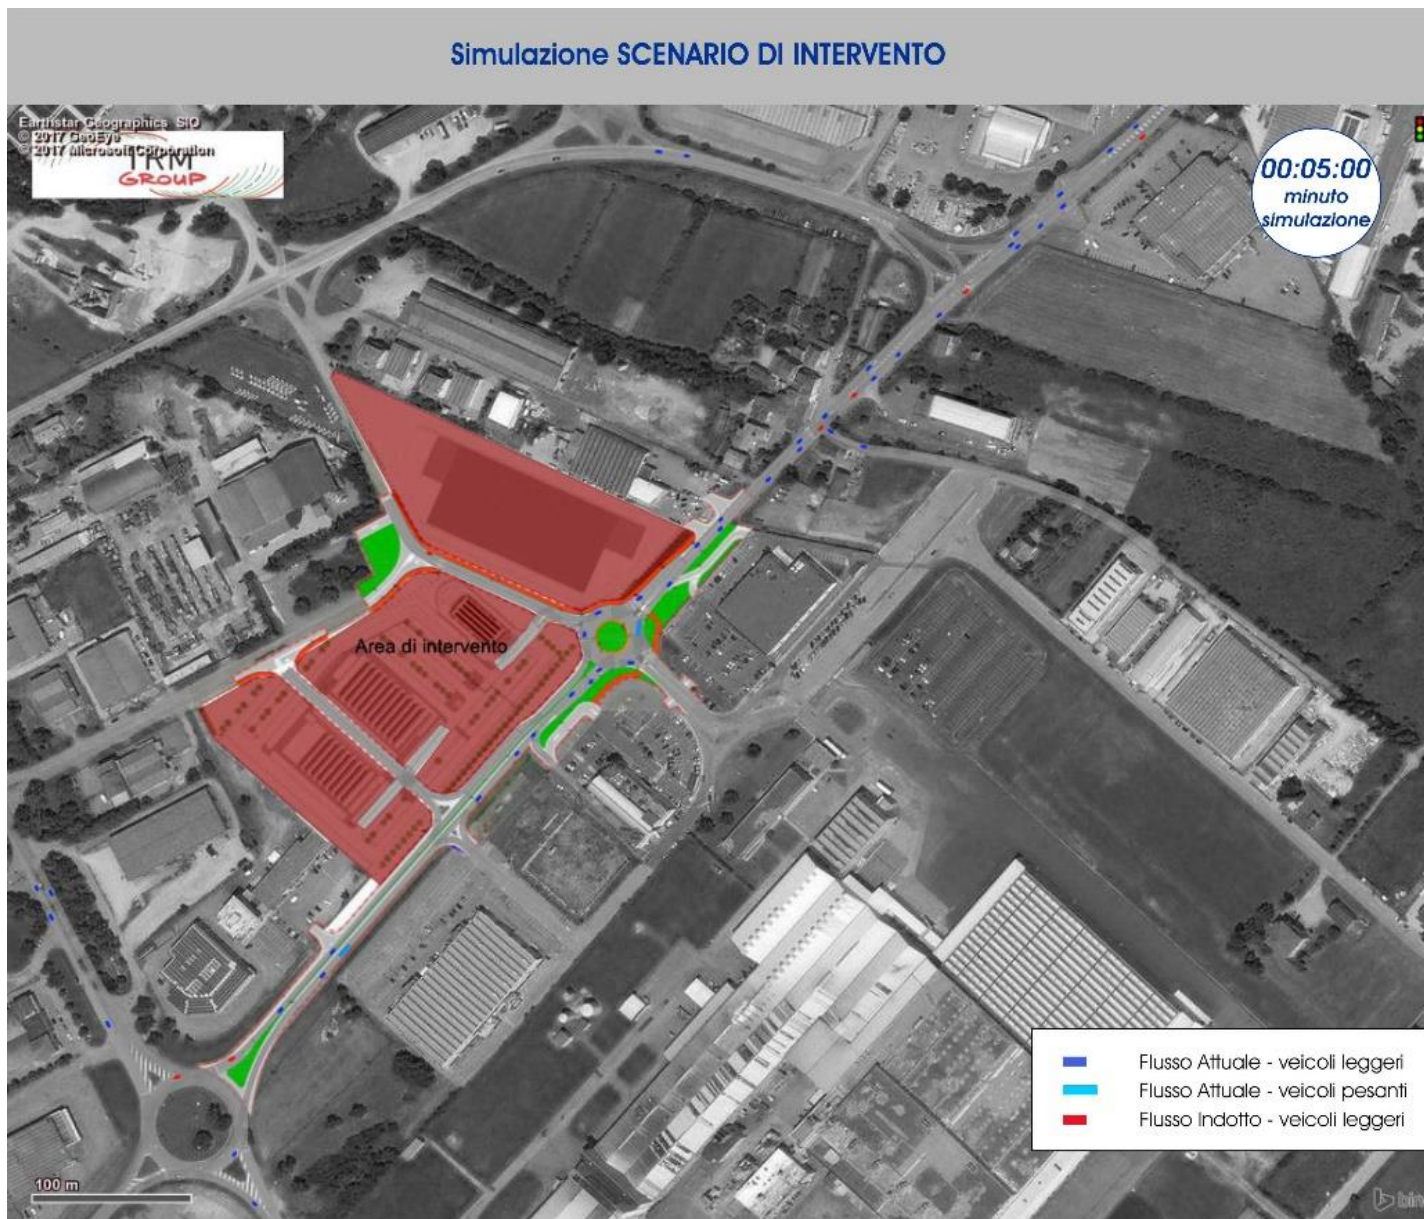 Simulazione SCENARIO DI INTERVENTO
Earthstar Geographics SIO
© 2017 GeoEye
© 2017 Microsoft Corporation
TRM
GROUP
00:05:00
minuto
simulazione
Area di intervento
Flusso Attuale - veicoli leggeri
Flusso Attuale - veicoli pesanti
Flusso Indotto - veicoli leggeri
100 m
bin